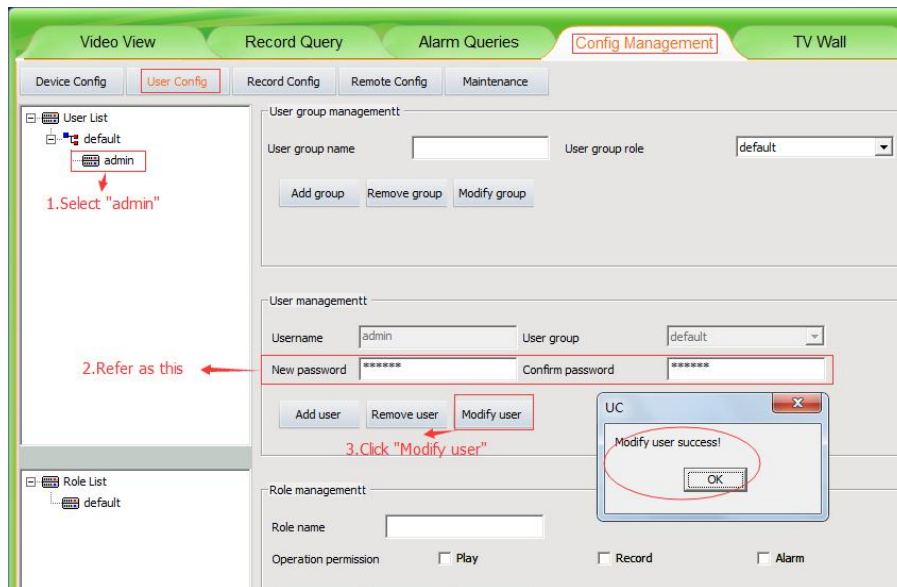 Video View Record Query Alarm Queries Config Management TV Wall
Device Config User Config Record Config Remote Config Maintenance
User List
default
admin
1.Select "admin"
User group managementt
User group name User group role default
Add group Remove group Modify group
User managementt
Username admin User group default
2.Refer as this New password ****** Confirm password ******
Add user Remove user Modify user
3.Click "Modify user"
UC
Modify user success!
OK
Role List
default
Role managementt
Role name
Operation permission Play Record Alarm